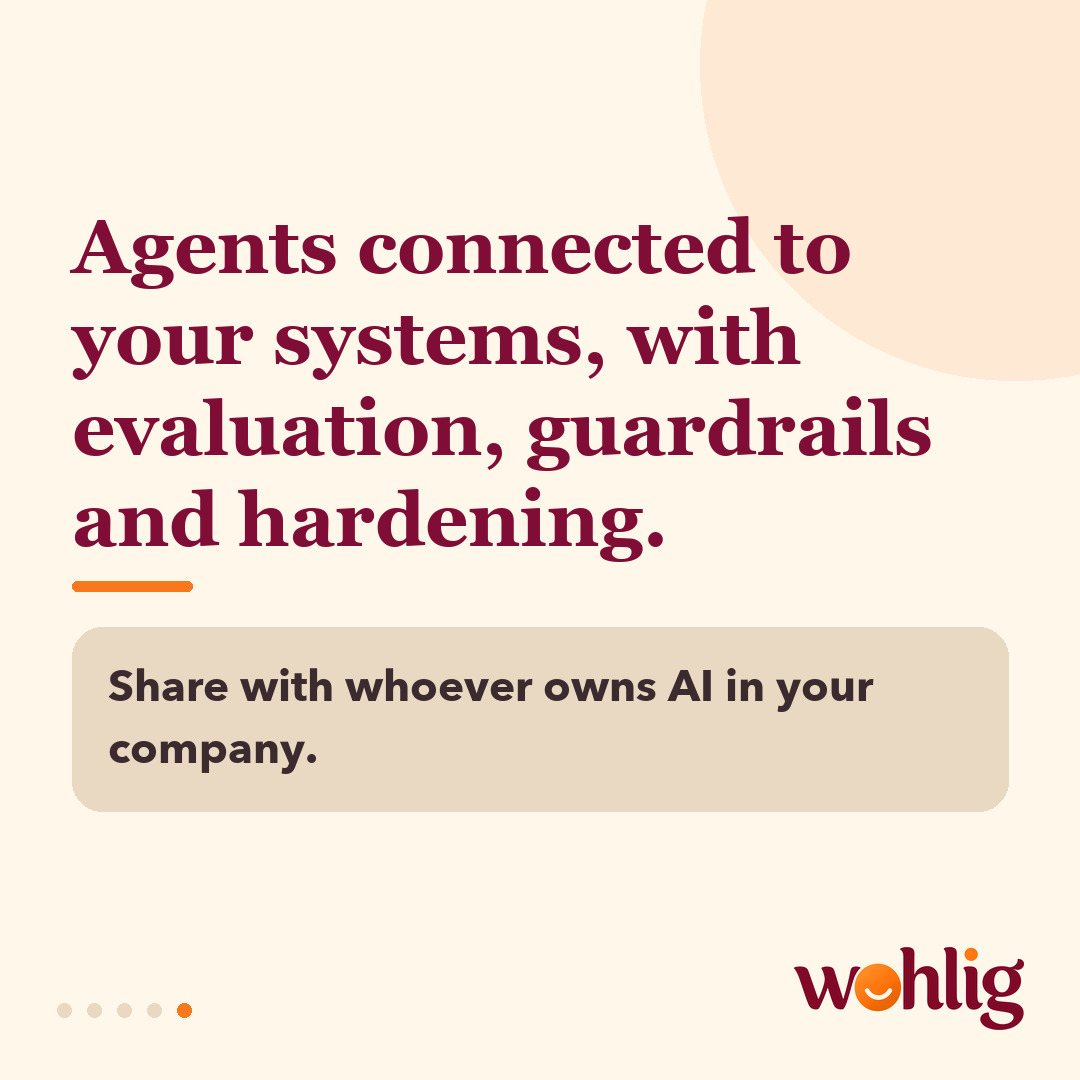 Agents connected to
your systems, with
evaluation, guardrails
and hardening.
Share with whoever owns AI in your
company.
wohlig